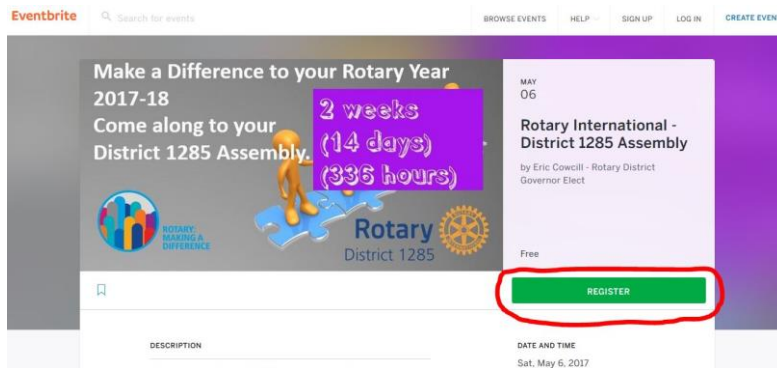 Eventbrite
Search for events
BROWSE EVENTS
HELP
SIGN UP
LOG IN
CREATE EVEN
Make a Difference to your Rotary Year
2017-18
Come along to your
District 1285 Assembly.
2 weeks
(14 days)
(336 hours)
ROTARY:
MAKING A
DIFFERENCE
Rotary
District 1285
MAY
06
Rotary International -
District 1285 Assembly
by Eric Cowcill - Rotary District
Governor Elect
Free
REGISTER
DESCRIPTION
DATE AND TIME
Sat, May 6, 2017